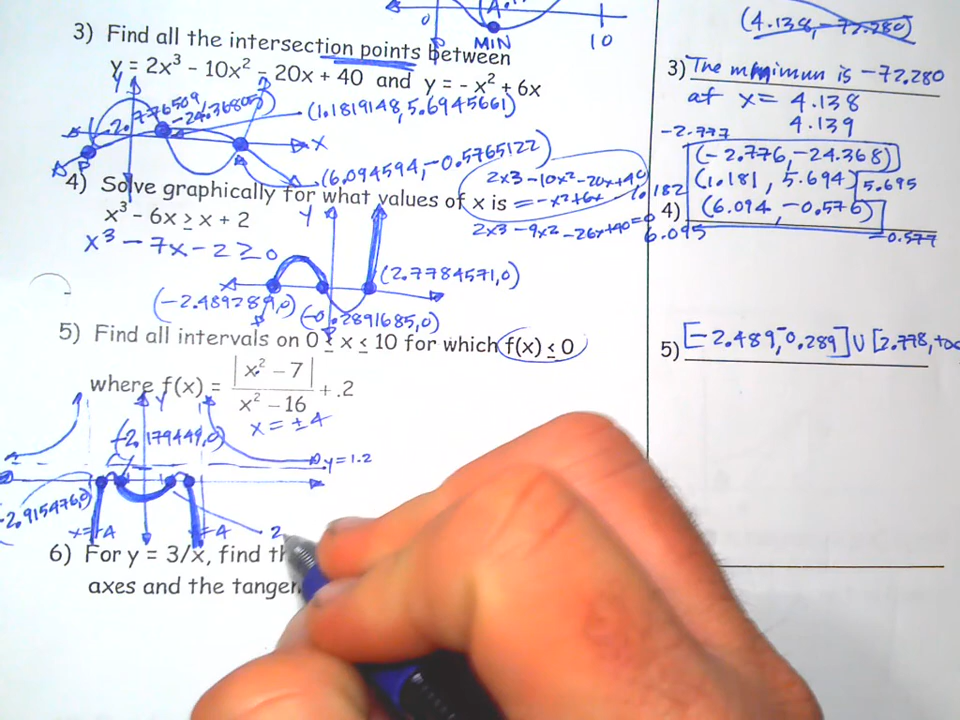 (4.138, -72.280)
0
MIN
10
3) Find all the intersection points between
y = 2x³ - 10x² - 20x + 40 and y = - x² + 6x
Y
(1.1819148, 5.6945661)
X
(6.094594, -0.5765122)
2x3 - 10x² - 20x + 40
= -x² + 6x
2x3 - 9x2 - 26x + 40 = 0
4) Solve graphically for what values of x is
x³ - 6x ≥ x + 2
x³ - 7x - 2 ≥ 0
Y
(2.7784571, 0)
(-2.489289, 0)
(-0.2891685, 0)
5) Find all intervals on 0 ≤ x ≤ 10 for which f(x) ≤ 0
where f(x) = |x² - 7| / x² - 16 + .2
x = ± 4
Y
(-2.179449, 0)
y = 1.2
-2.915476, 0)
x = -4
x = 4
2
6) For y = 3/x, find th
axes and the tangen
3) The minimum is -72.280
at x = 4.138
4.139
-2.777
(-2.776, -24.368)
1.182
(1.181, 5.694)
5.695
4)
(6.094, -0.576)
6.095
-0.577
5) [-2.489, -0.289] ∪ [2.778, +∞